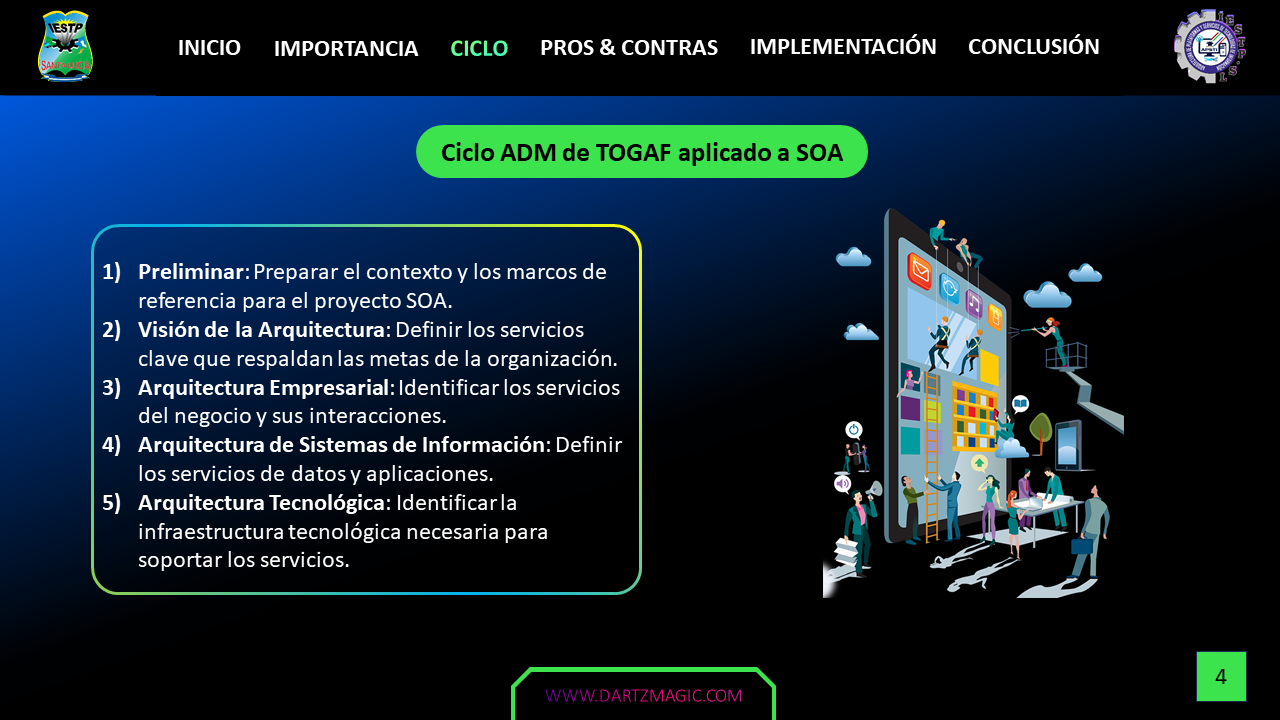 IESTP
SANTA LUCIA
INICIO
IMPORTANCIA
CICLO
PROS & CONTRAS
IMPLEMENTACIÓN
CONCLUSIÓN
APSTI
Ciclo ADM de TOGAF aplicado a SOA
1) Preliminar: Preparar el contexto y los marcos de
referencia para el proyecto SOA.
2) Visión de la Arquitectura: Definir los servicios
clave que respaldan las metas de la organización.
3) Arquitectura Empresarial: Identificar los servicios
del negocio y sus interacciones.
4) Arquitectura de Sistemas de Información: Definir
los servicios de datos y aplicaciones.
5) Arquitectura Tecnológica: Identificar la
infraestructura tecnológica necesaria para
soportar los servicios.
WWW.DARTZMAGIC.COM
4